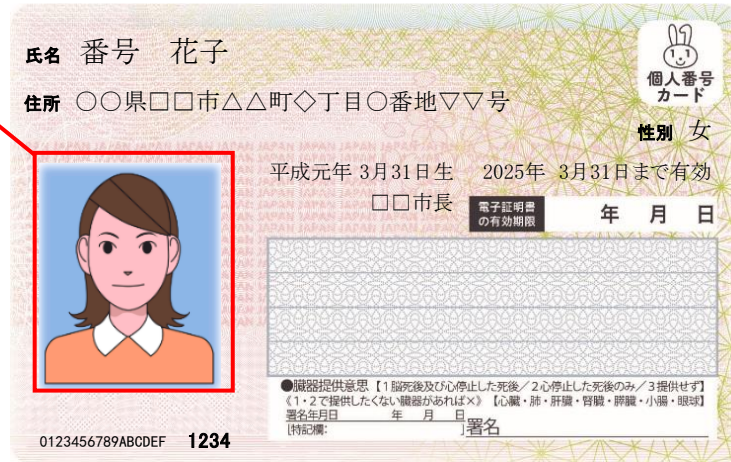 氏名 番号 花子
個人番号
カード
住所 〇〇県□□市△△町◇丁目〇番地▽▽号
性別 女
平成元年 3月31日生 2025年 3月31日まで有効
□□市長
電子証明書
の有効期限
年 月 日
●臓器提供意思【1脳死後及び心停止した死後/2心停止した死後のみ/3提供せず】
《1・2で提供したくない臓器があれば×》【心臓・肺・肝臓・腎臓・膵臓・小腸・眼球】
署名年月日 年 月 日
[特記欄: ]署名
0123456789ABCDEF 1234